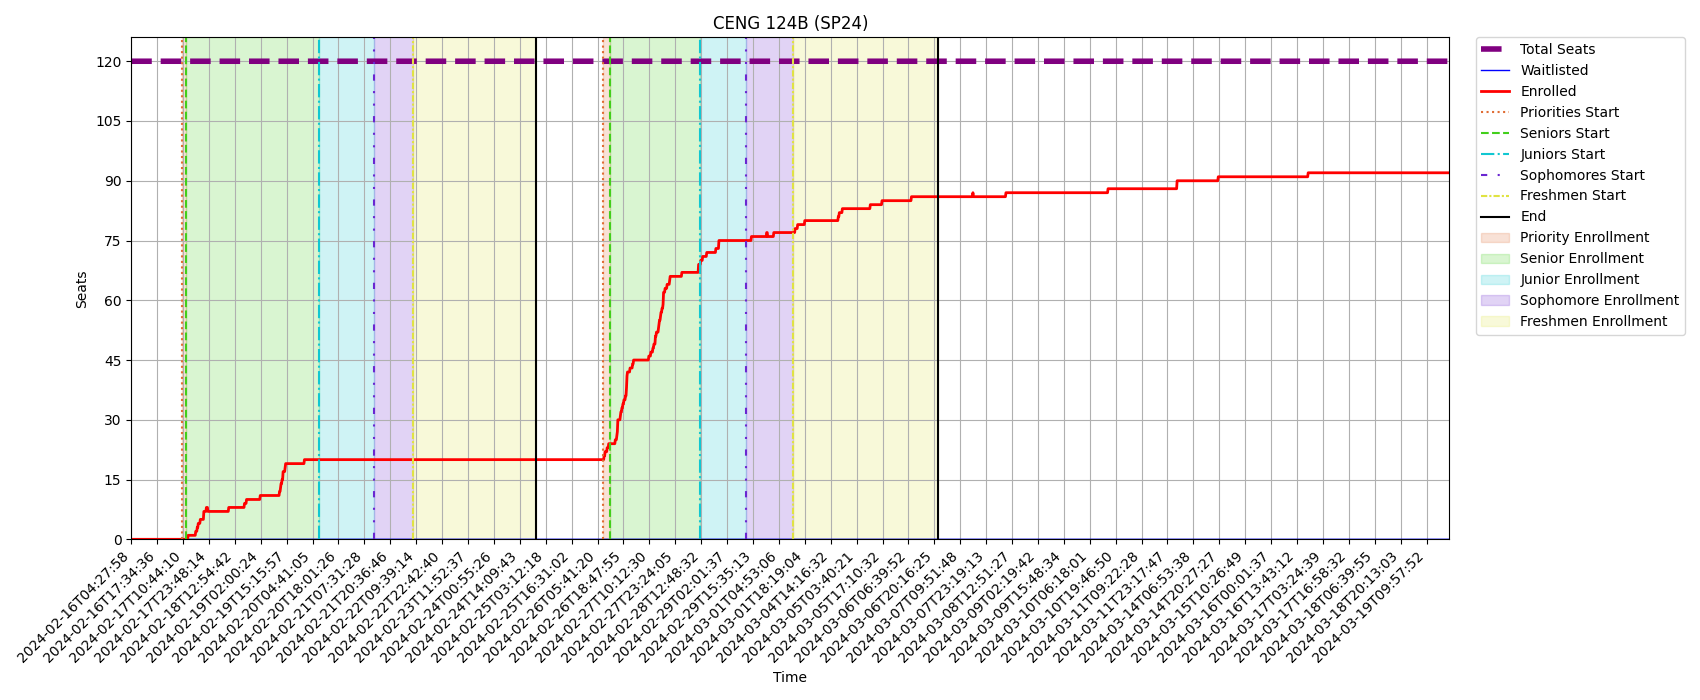 CENG 124B (SP24)
Seats
120
105
90
75
60
45
30
15
0
2024-02-16T04:27:58
2024-02-16T17:34:36
2024-02-17T10:44:10
2024-02-17T23:48:14
2024-02-18T12:54:42
2024-02-19T02:00:24
2024-02-19T15:15:57
2024-02-20T04:41:05
2024-02-20T18:01:26
2024-02-21T07:31:28
2024-02-21T20:36:46
2024-02-22T09:39:14
2024-02-22T22:42:40
2024-02-23T11:52:37
2024-02-24T00:55:26
2024-02-24T14:09:43
2024-02-25T03:12:18
2024-02-25T16:31:02
2024-02-26T05:41:20
2024-02-26T18:47:55
2024-02-27T10:12:30
2024-02-27T23:24:05
2024-02-28T12:48:32
2024-02-29T02:01:37
2024-02-29T15:35:13
2024-03-01T04:53:06
2024-03-01T18:19:04
2024-03-04T14:16:32
2024-03-05T03:40:21
2024-03-05T17:10:32
2024-03-06T06:39:52
2024-03-06T20:16:25
2024-03-07T09:51:48
2024-03-07T23:19:13
2024-03-08T12:51:27
2024-03-09T02:19:42
2024-03-09T15:48:34
2024-03-10T06:18:01
2024-03-10T19:46:50
2024-03-11T09:22:28
2024-03-11T23:17:47
2024-03-14T06:53:38
2024-03-14T20:27:27
2024-03-15T10:26:49
2024-03-16T00:01:37
2024-03-16T13:43:12
2024-03-17T03:24:39
2024-03-17T16:58:32
2024-03-18T06:39:55
2024-03-18T20:13:03
2024-03-19T09:57:52
Time
Total Seats
Waitlisted
Enrolled
Priorities Start
Seniors Start
Juniors Start
Sophomores Start
Freshmen Start
End
Priority Enrollment
Senior Enrollment
Junior Enrollment
Sophomore Enrollment
Freshmen Enrollment